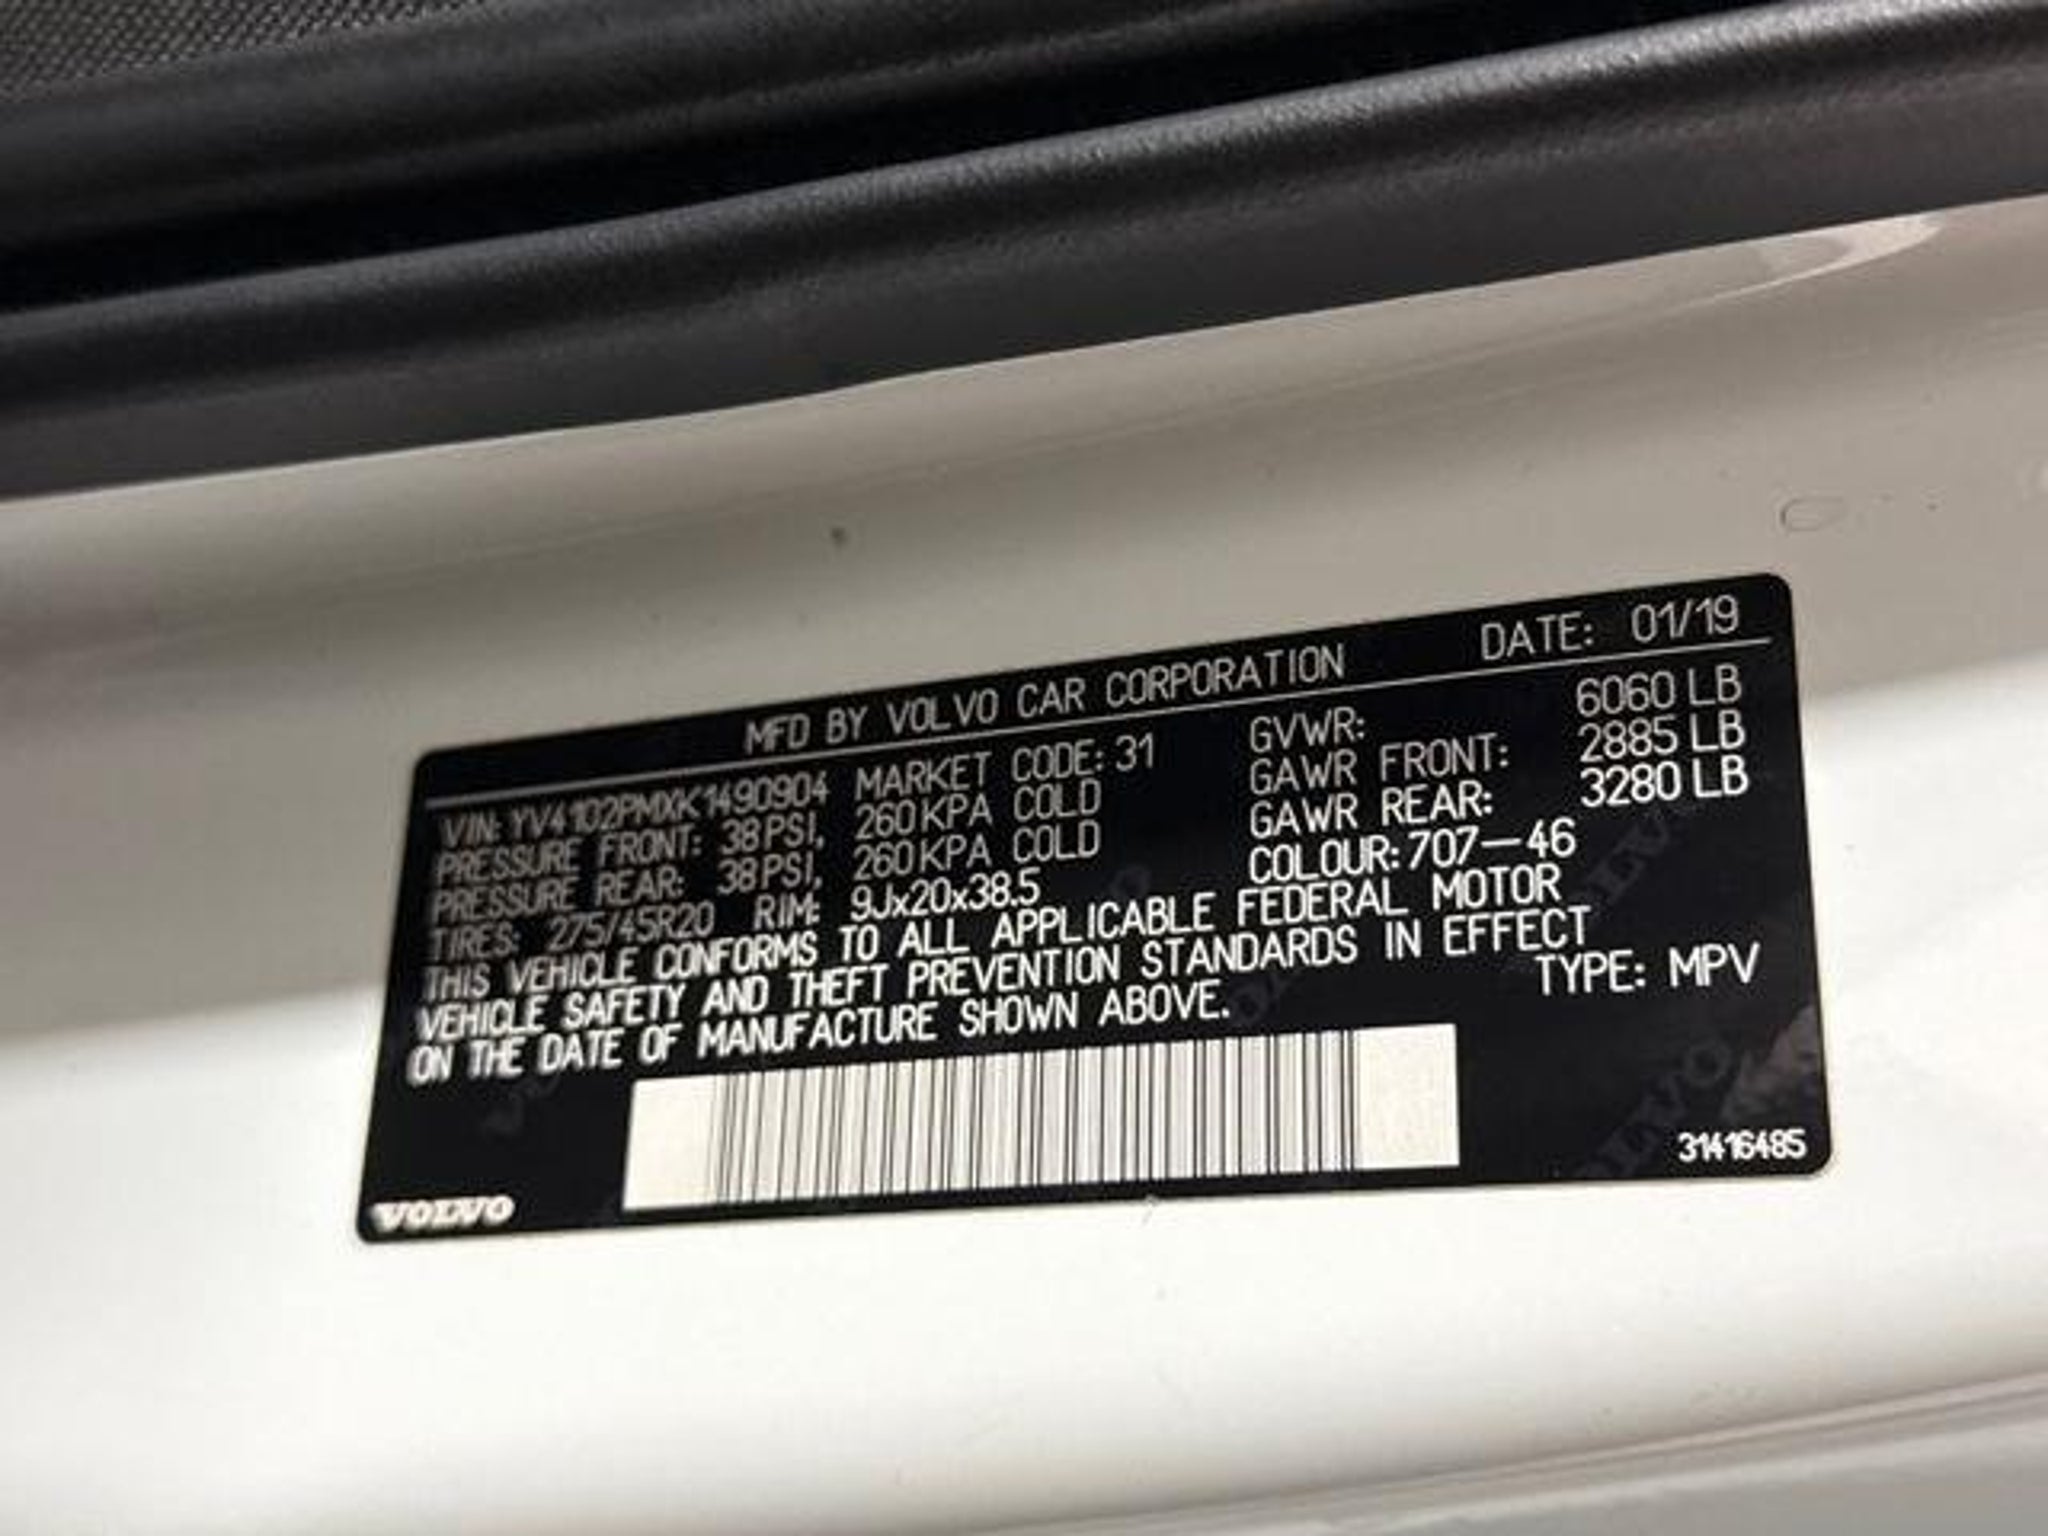 MFD BY VOLVO CAR CORPORATION DATE: 01/19
VIN: YV4102PMXK1490904 MARKET CODE: 31 GVWR: 6060 LB
PRESSURE FRONT: 38 PSI, 260 KPA COLD GAWR FRONT: 2885 LB
PRESSURE REAR: 38 PSI, 260 KPA COLD GAWR REAR: 3280 LB
TIRES: 275/45R20 RIM: 9Jx20x38.5 COLOUR: 707-46
THIS VEHICLE CONFORMS TO ALL APPLICABLE FEDERAL MOTOR
VEHICLE SAFETY AND THEFT PREVENTION STANDARDS IN EFFECT
ON THE DATE OF MANUFACTURE SHOWN ABOVE. TYPE: MPV
31416485
VOLVO